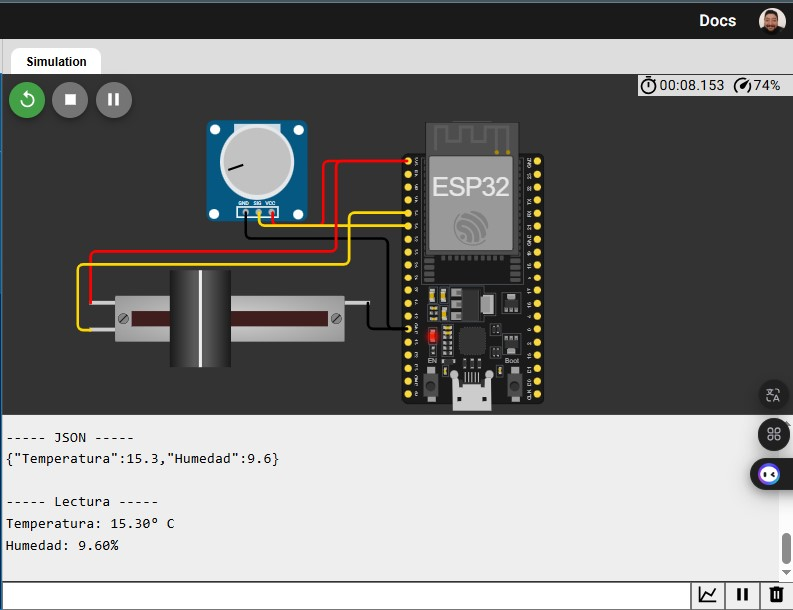 Docs
Simulation
00:08.153 74%
GND SIG VCC
ESP32
EN Boot
----- JSON -----
{"Temperatura":15.3,"Humedad":9.6}
----- Lectura -----
Temperatura: 15.30° C
Humedad: 9.60%